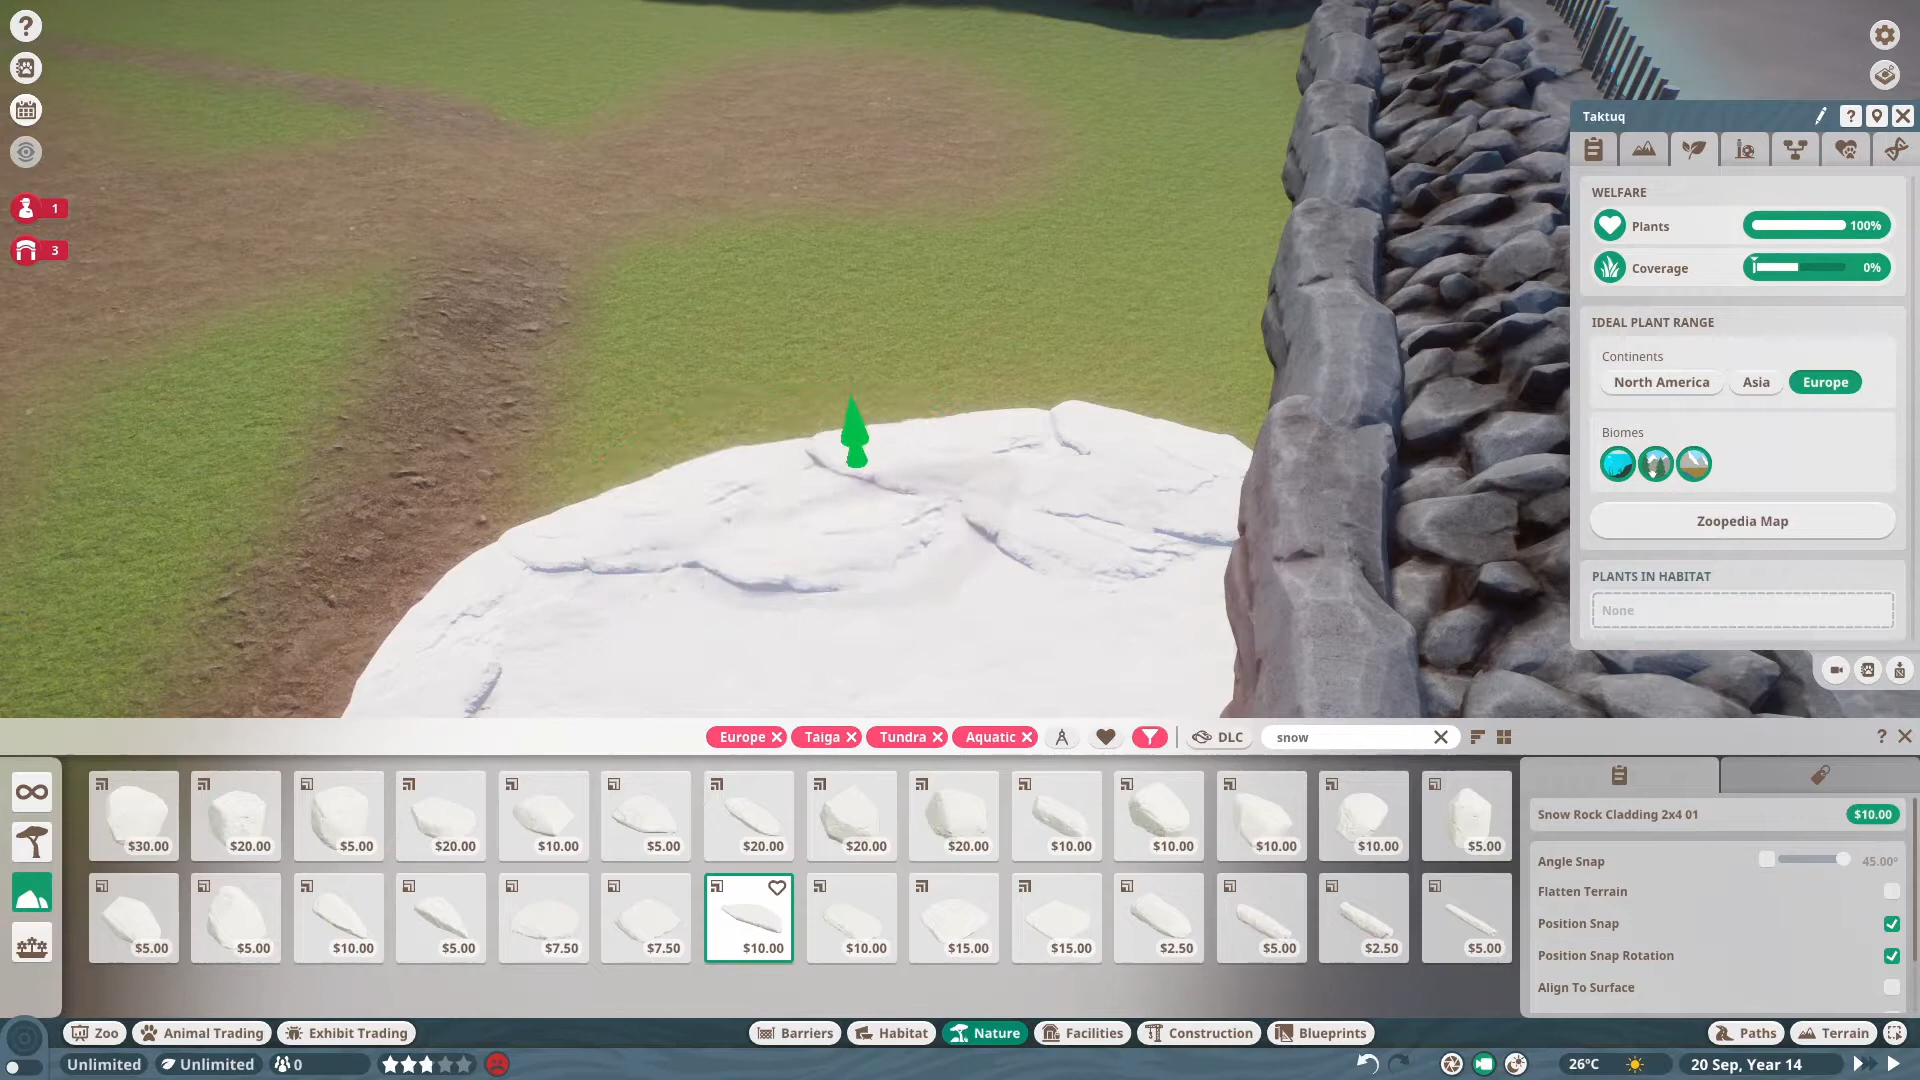 ?
1
3
Taktuq
?
WELFARE
Plants 100%
Coverage 0%
IDEAL PLANT RANGE
Continents
North America Asia Europe
Biomes
Zoopedia Map
PLANTS IN HABITAT
None
Europe Taiga Tundra Aquatic DLC snow ?
$30.00 $20.00 $5.00 $20.00 $10.00 $5.00 $20.00 $20.00 $20.00 $10.00 $10.00 $10.00 $10.00 $5.00
$5.00 $5.00 $10.00 $5.00 $7.50 $7.50 $10.00 $10.00 $15.00 $15.00 $2.50 $5.00 $2.50 $5.00
Snow Rock Cladding 2x4 01 $10.00
Angle Snap 45.00°
Flatten Terrain
Position Snap
Position Snap Rotation
Align To Surface
Zoo Animal Trading Exhibit Trading Barriers Habitat Nature Facilities Construction Blueprints Paths Terrain
Unlimited Unlimited 0 26°C 20 Sep, Year 14